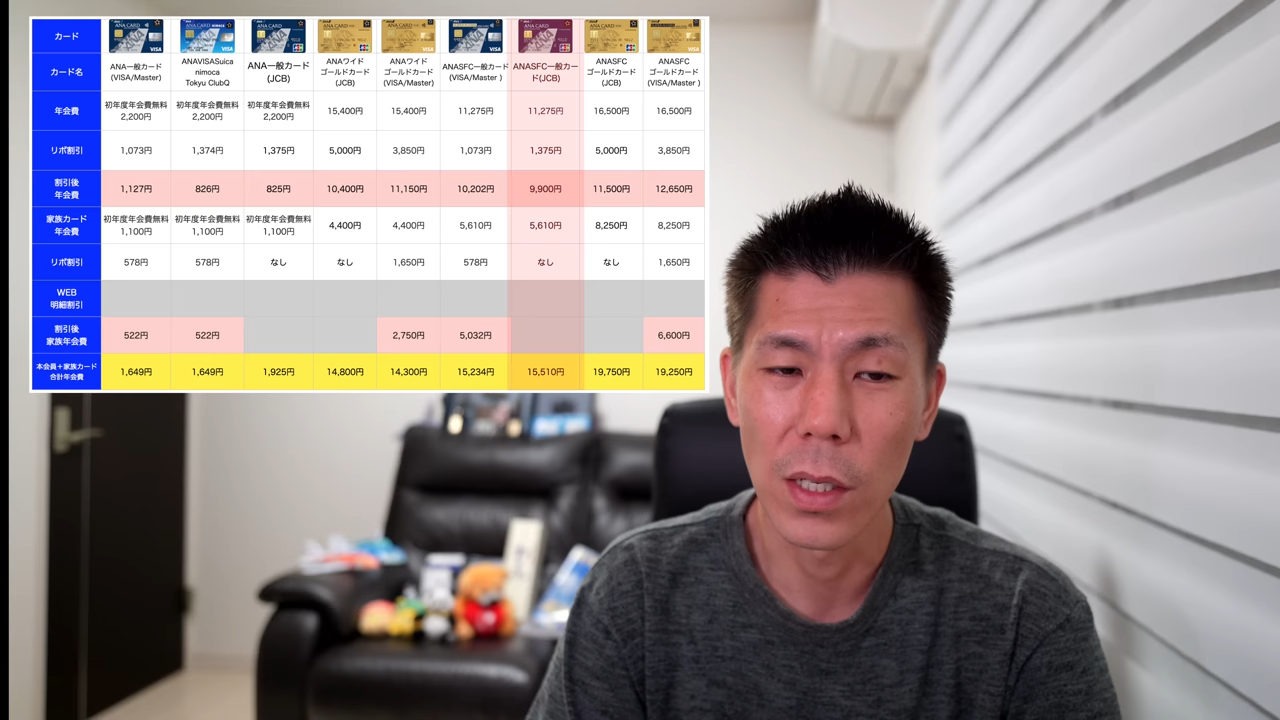 カード
ANA CARD
VISA
ANA CARD
VISA
ANA CARD
JCB
ANA CARD
JCB
ANA CARD
VISA
VISA
ANA CARD
JCB
ANA CARD
JCB
VISA
カード名
ANA一般カード
(VISA/Master)
ANAVISASuica
nimoca
Tokyu ClubQ
ANA一般カード
(JCB)
ANAワイド
ゴールドカード
(JCB)
ANAワイド
ゴールドカード
(VISA/Master)
ANASFC一般カード
(VISA/Master )
ANASFC一般カー
ド(JCB)
ANASFC
ゴールドカード
(JCB)
ANASFC
ゴールドカード
(VISA/Master )
年会費
初年度年会費無料
2,200円
初年度年会費無料
2,200円
初年度年会費無料
2,200円
15,400円
15,400円
11,275円
11,275円
16,500円
16,500円
リボ割引
1,073円
1,374円
1,375円
5,000円
3,850円
1,073円
1,375円
5,000円
3,850円
割引後
年会費
1,127円
826円
825円
10,400円
11,150円
10,202円
9,900円
11,500円
12,650円
家族カード
年会費
初年度年会費無料
1,100円
初年度年会費無料
1,100円
初年度年会費無料
1,100円
4,400円
4,400円
5,610円
5,610円
8,250円
8,250円
リボ割引
578円
578円
なし
なし
1,650円
578円
なし
なし
1,650円
WEB
明細割引
割引後
家族年会費
522円
522円
2,750円
5,032円
6,600円
本会員＋家族カード
合計年会費
1,649円
1,649円
1,925円
14,800円
14,300円
15,234円
15,510円
19,750円
19,250円